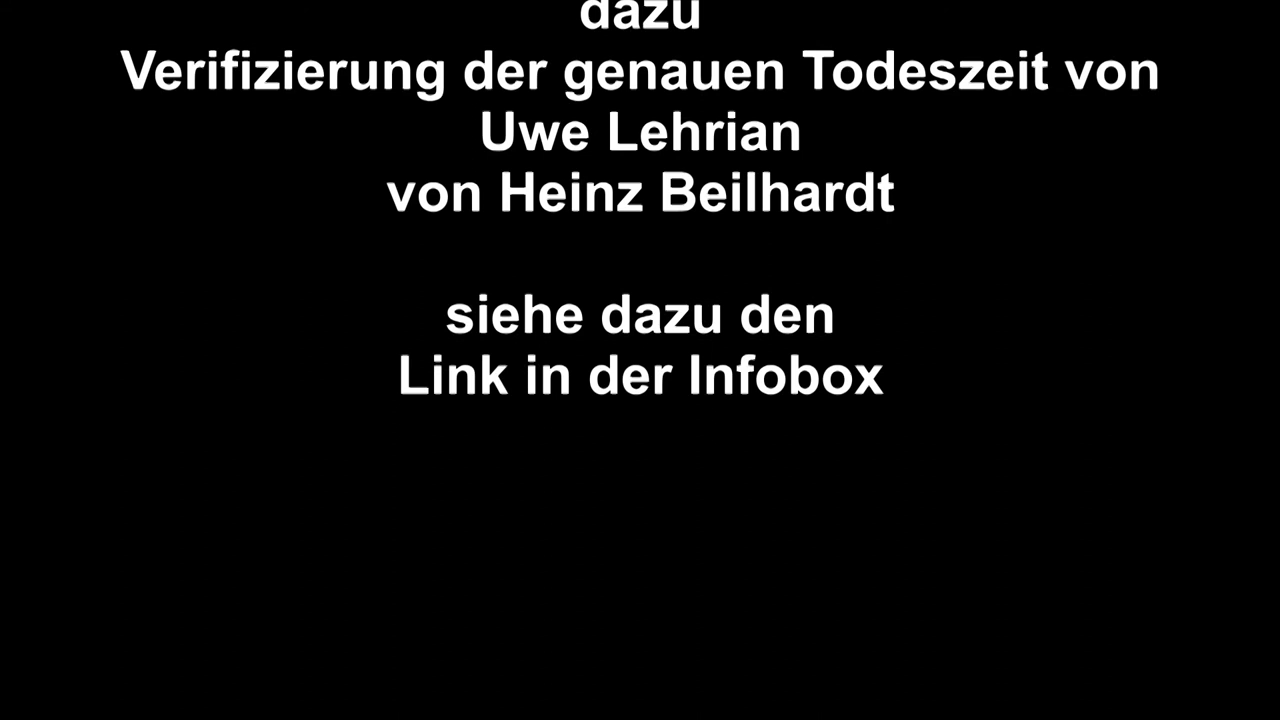 dazu
Verifizierung der genauen Todeszeit von
Uwe Lehrian
von Heinz Beilhardt
siehe dazu den
Link in der Infobox